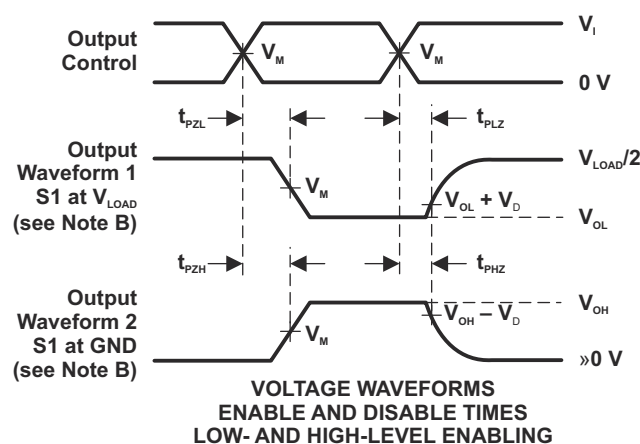 Output
Control
V_M
V_M
V_I
0 V
t_PZL
t_PLZ
Output
Waveform 1
S1 at V_LOAD
(see Note B)
V_M
V_OL + V_D
V_LOAD/2
V_OL
t_PZH
t_PHZ
Output
Waveform 2
S1 at GND
(see Note B)
V_M
V_OH – V_D
V_OH
»0 V
VOLTAGE WAVEFORMS
ENABLE AND DISABLE TIMES
LOW- AND HIGH-LEVEL ENABLING